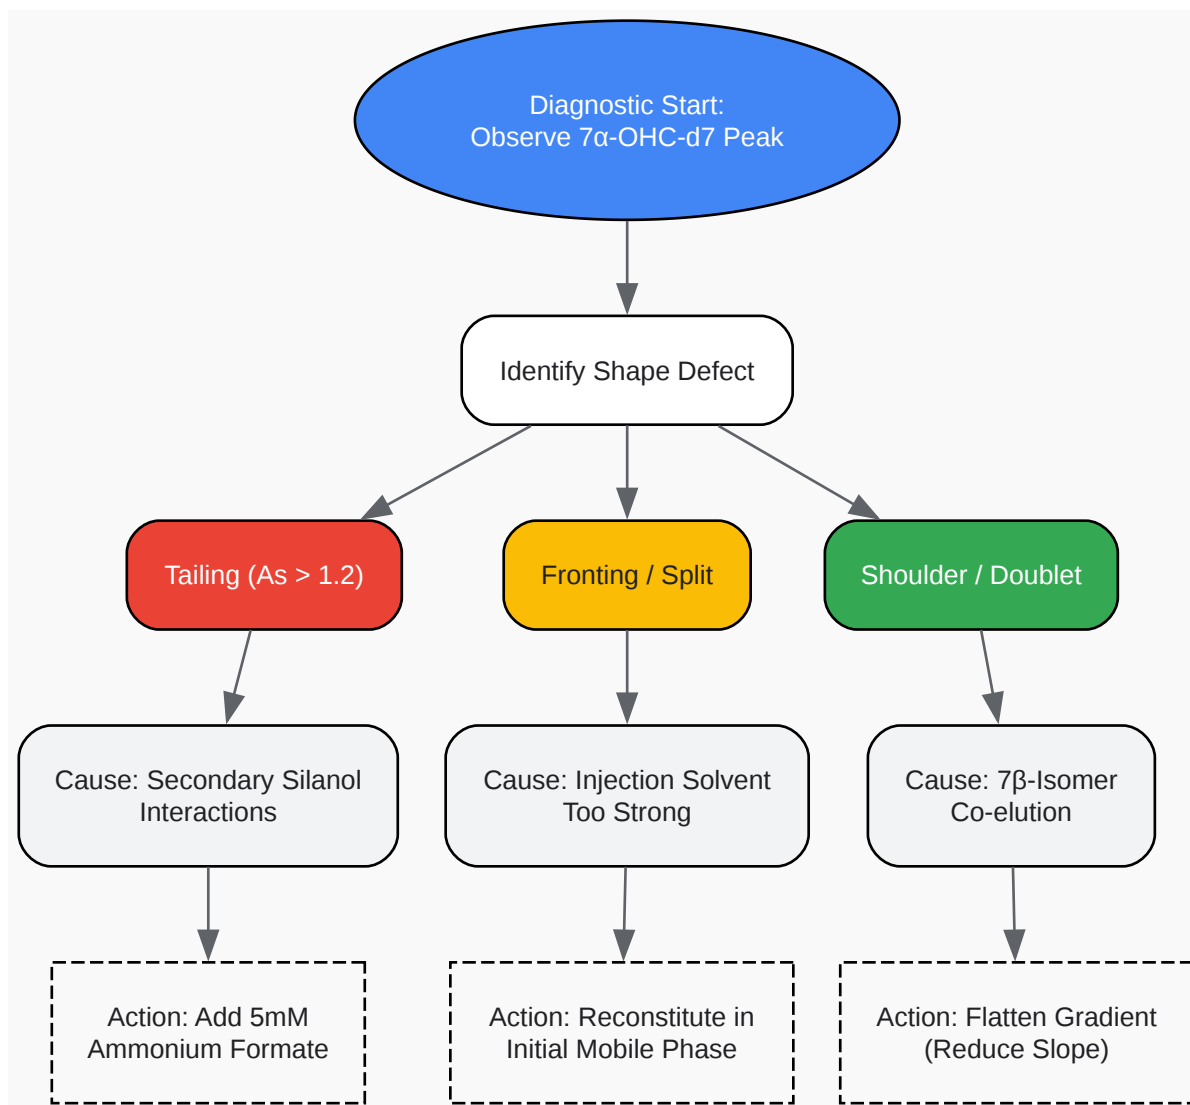 Diagnostic Start:
Observe 7α-OHC-d7 Peak
Identify Shape Defect
Tailing (As > 1.2)
Fronting / Split
Shoulder / Doublet
Cause: Secondary Silanol
Interactions
Cause: Injection Solvent
Too Strong
Cause: 7β-Isomer
Co-elution
Action: Add 5mM
Ammonium Formate
Action: Reconstitute in
Initial Mobile Phase
Action: Flatten Gradient
(Reduce Slope)